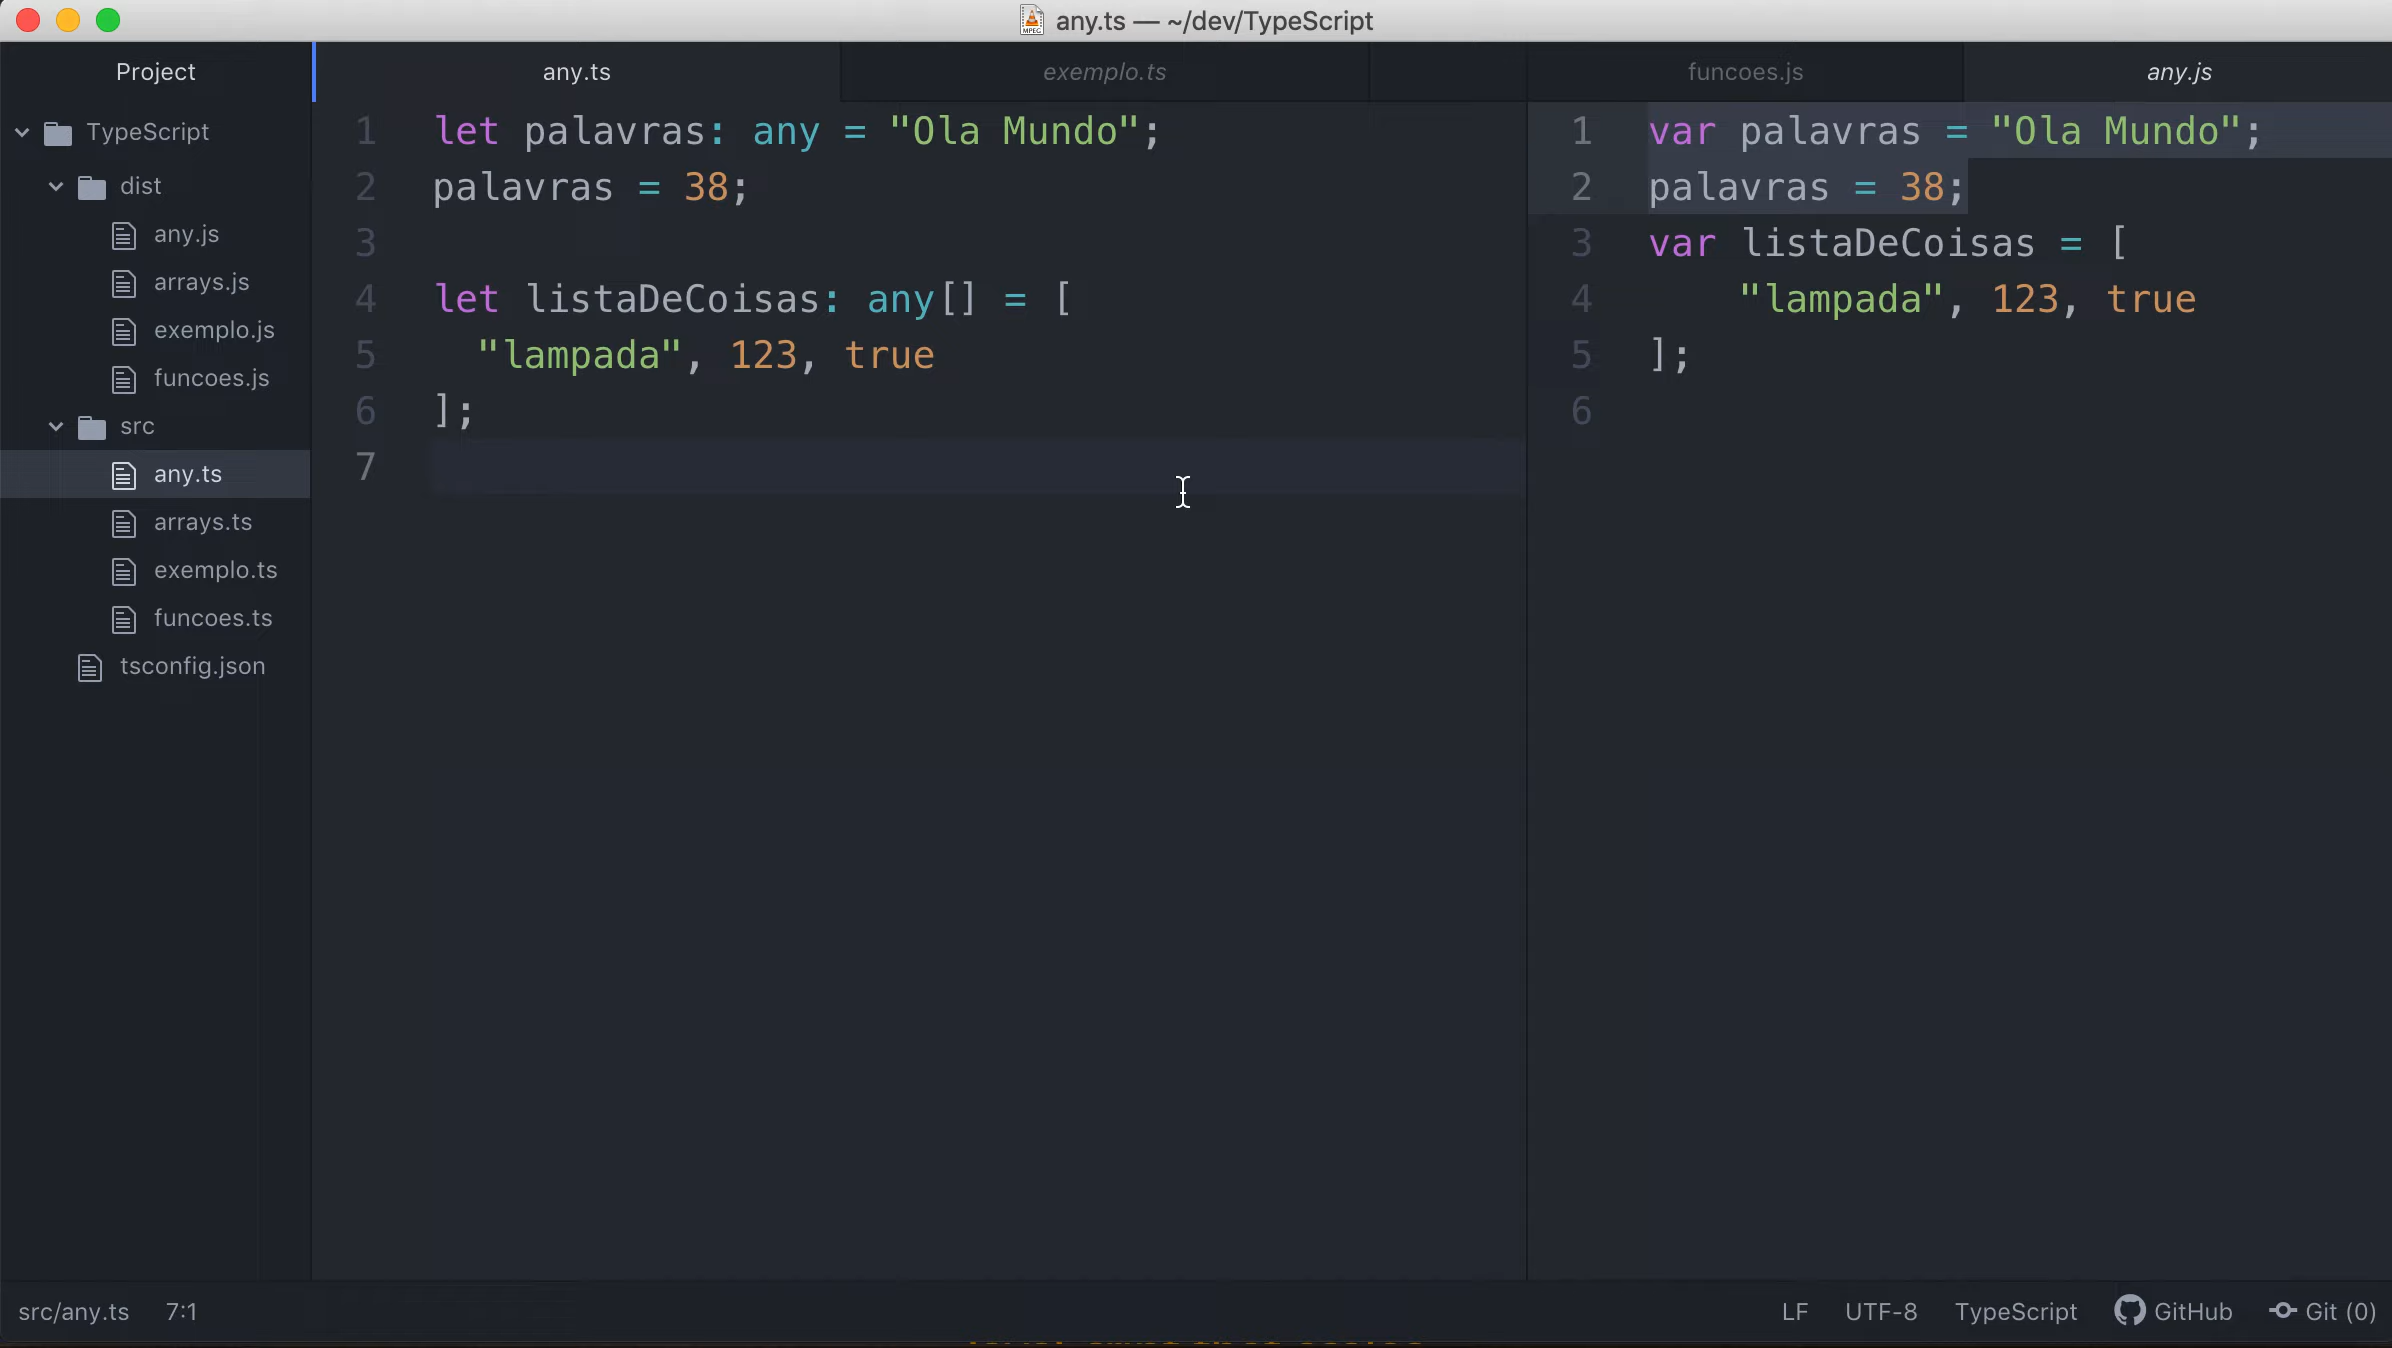 any.ts — ~/dev/TypeScript
Project
TypeScript
dist
any.js
arrays.js
exemplo.js
funcoes.js
src
any.ts
arrays.ts
exemplo.ts
funcoes.ts
tsconfig.json
any.ts
exemplo.ts
1 let palavras: any = "Ola Mundo";
2 palavras = 38;
3
4 let listaDeCoisas: any[] = [
5 "lampada", 123, true
6 ];
7
funcoes.js
any.js
1 var palavras = "Ola Mundo";
2 palavras = 38;
3 var listaDeCoisas = [
4 "lampada", 123, true
5 ];
6
src/any.ts 7:1
LF UTF-8 TypeScript GitHub Git (0)